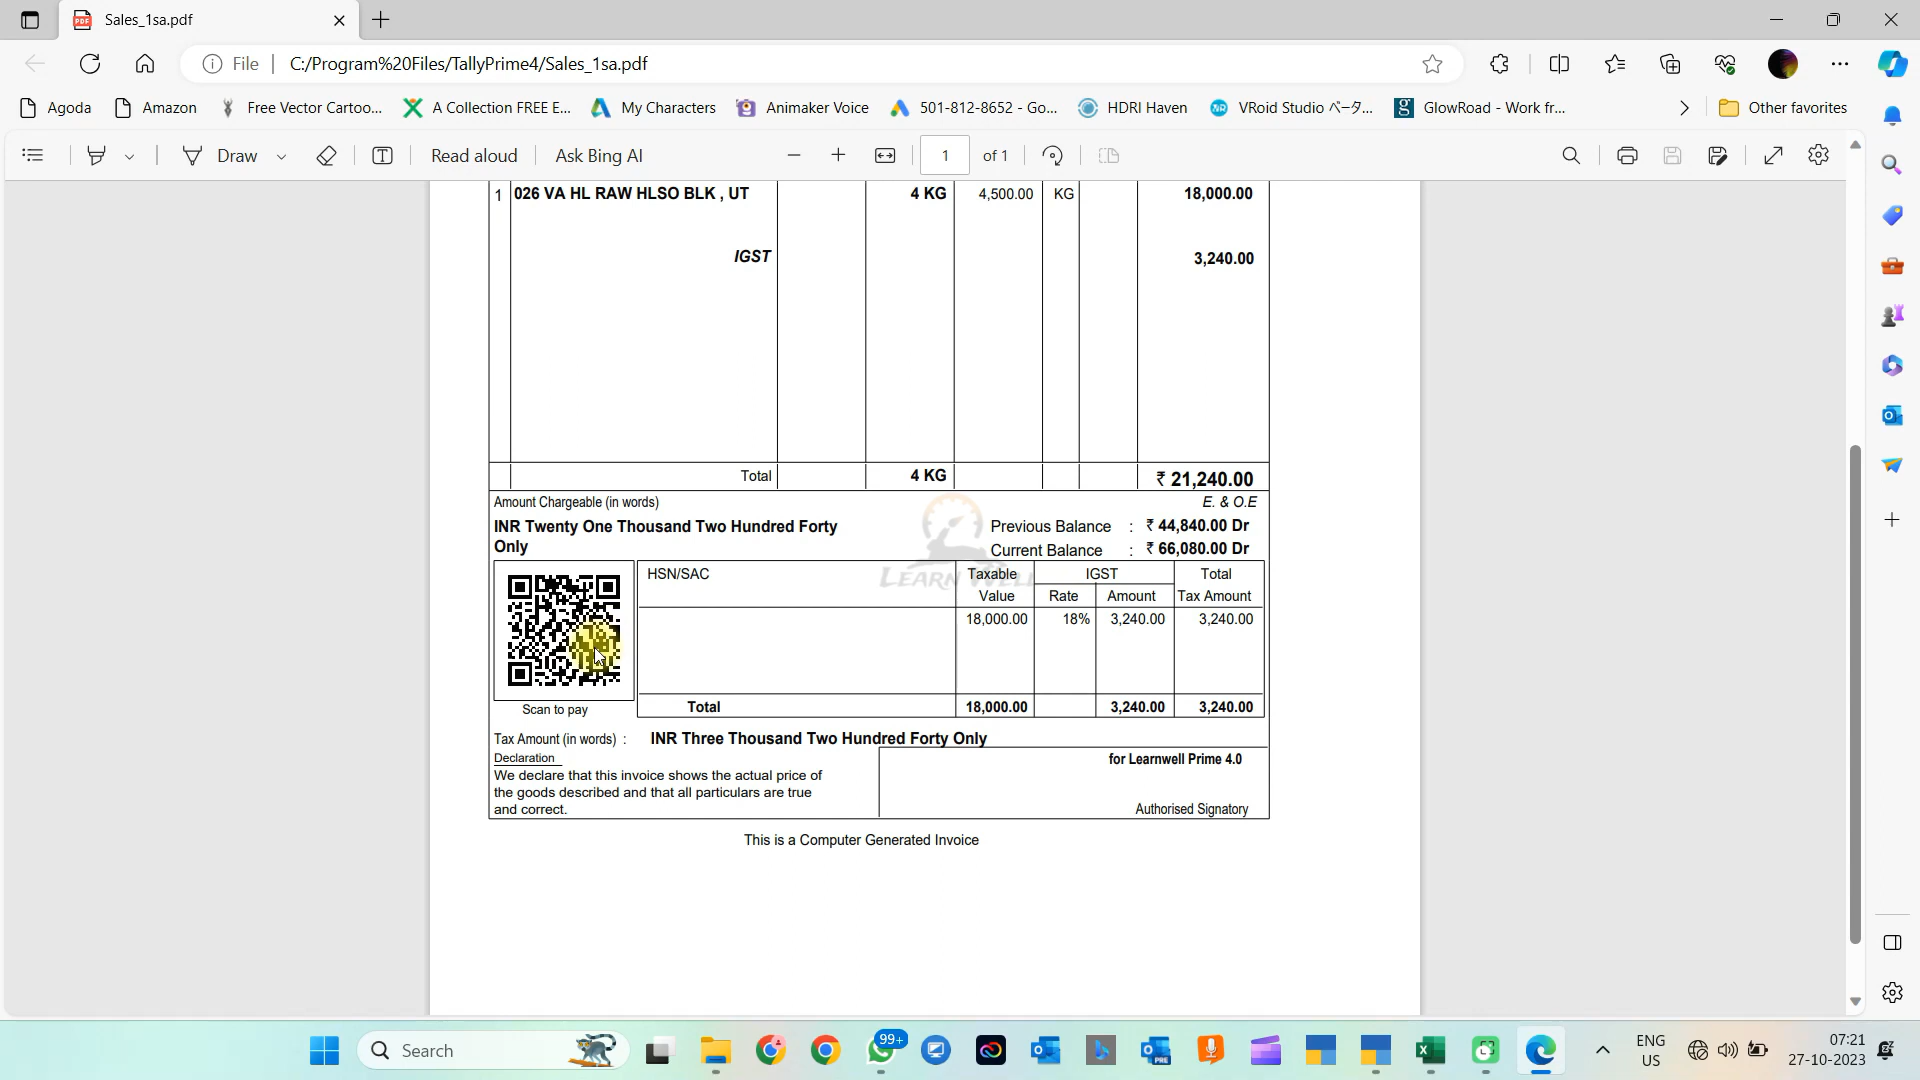 Sales_1sa.pdf
File
C:/Program%20Files/TallyPrime4/Sales_1sa.pdf
Agoda
Amazon
Free Vector Cartoo...
A Collection FREE E...
My Characters
Animaker Voice
501-812-8652 - Go...
HDRI Haven
VRoid Studio ベータ...
GlowRoad - Work fr...
Other favorites
Draw
Read aloud
Ask Bing AI
1 of 1
1 026 VA HL RAW HLSO BLK , UT 4 KG 4,500.00 KG 18,000.00
IGST 3,240.00
Total 4 KG ₹ 21,240.00
Amount Chargeable (in words) E. & O.E
INR Twenty One Thousand Two Hundred Forty
Only
Previous Balance : ₹ 44,840.00 Dr
Current Balance : ₹ 66,080.00 Dr
LEARN WELL
HSN/SAC Taxable IGST Total
Value Rate Amount Tax Amount
18,000.00 18% 3,240.00 3,240.00
Total 18,000.00 3,240.00 3,240.00
Scan to pay
Tax Amount (in words) : INR Three Thousand Two Hundred Forty Only
Declaration
We declare that this invoice shows the actual price of
the goods described and that all particulars are true
and correct.
for Learnwell Prime 4.0
Authorised Signatory
This is a Computer Generated Invoice
Search
99+
PRE
ENG
US
07:21
27-10-2023